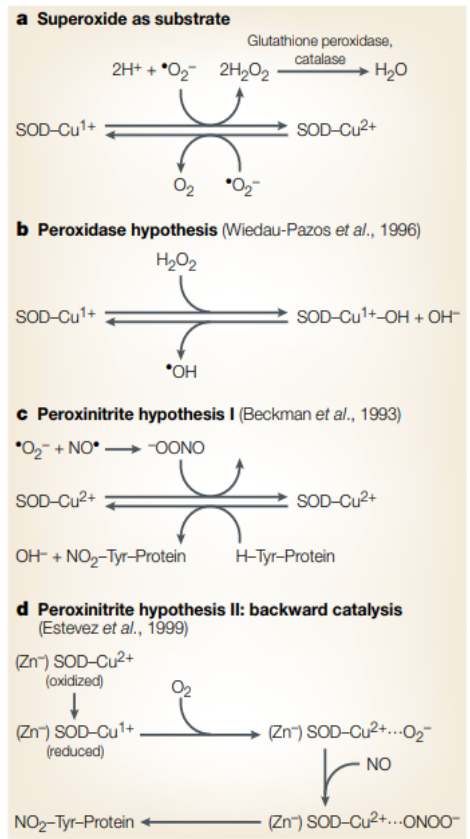 a Superoxide as substrate
Glutathione peroxidase,
catalase
2H+ + •O₂⁻ 2H₂O₂ H₂O
SOD–Cu¹⁺ SOD–Cu²⁺
O₂ •O₂⁻
b Peroxidase hypothesis (Wiedau-Pazos et al., 1996)
H₂O₂
SOD–Cu¹⁺ SOD–Cu¹⁺–OH + OH⁻
•OH
c Peroxinitrite hypothesis I (Beckman et al., 1993)
•O₂⁻ + NO• ⁻OONO
SOD–Cu²⁺ SOD–Cu²⁺
OH⁻ + NO₂–Tyr–Protein H–Tyr–Protein
d Peroxinitrite hypothesis II: backward catalysis
(Estevez et al., 1999)
(Zn⁻) SOD–Cu²⁺
(oxidized)
O₂
(Zn⁻) SOD–Cu¹⁺ (Zn⁻) SOD–Cu²⁺···O₂⁻
(reduced)
NO
NO₂–Tyr–Protein (Zn⁻) SOD–Cu²⁺···ONOO⁻